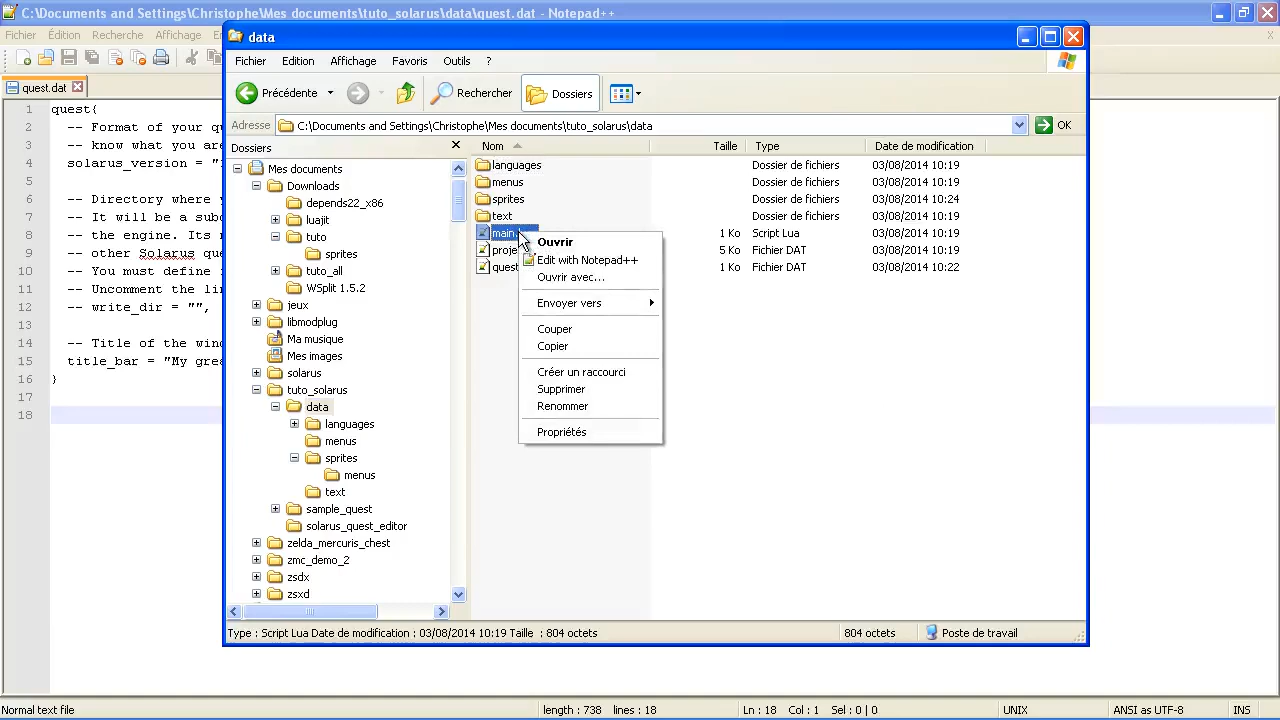 C:\Documents and Settings\Christophe\Mes documents\tuto_solarus\data\quest.dat - Notepad++
Fichier Édition Recherche Affichage
quest.dat
1 quest{
2 -- Format of your
3 -- know what you are
4 solarus_version =
5
6 -- Directory where
7 -- It will be a
8 -- the engine. Its
9 -- other Solarus
10 -- You must define
11 -- Uncomment the
12 -- write_dir = "",
13
14 -- Title of the
15 title_bar = "My
16 }
17
18
data
Fichier Edition Affichage Favoris Outils ?
Précédente Rechercher Dossiers
Adresse C:\Documents and Settings\Christophe\Mes documents\tuto_solarus\data OK
Dossiers
Mes documents
Downloads
depends22_x86
luajit
tuto
sprites
tuto_all
WSplit 1.5.2
jeux
libmodplug
Ma musique
Mes images
solarus
tuto_solarus
data
languages
menus
sprites
menus
text
sample_quest
solarus_quest_editor
zelda_mercuris_chest
zmc_demo_2
zsdx
zsxd
Nom Taille Type Date de modification
languages Dossier de fichiers 03/08/2014 10:19
menus Dossier de fichiers 03/08/2014 10:19
sprites Dossier de fichiers 03/08/2014 10:24
text Dossier de fichiers 03/08/2014 10:19
main. 1 Ko Script Lua 03/08/2014 10:19
5 Ko Fichier DAT 03/08/2014 10:19
quest 1 Ko Fichier DAT 03/08/2014 10:22
Ouvrir
Edit with Notepad++
Ouvrir avec...
Envoyer vers
Couper
Copier
Créer un raccourci
Supprimer
Renommer
Propriétés
Type : Script Lua Date de modification : 03/08/2014 10:19 Taille : 804 octets 804 octets Poste de travail
Normal text file length : 738 lines : 18 Ln : 18 Col : 1 Sel : 0 | 0 UNIX ANSI as UTF-8 INS